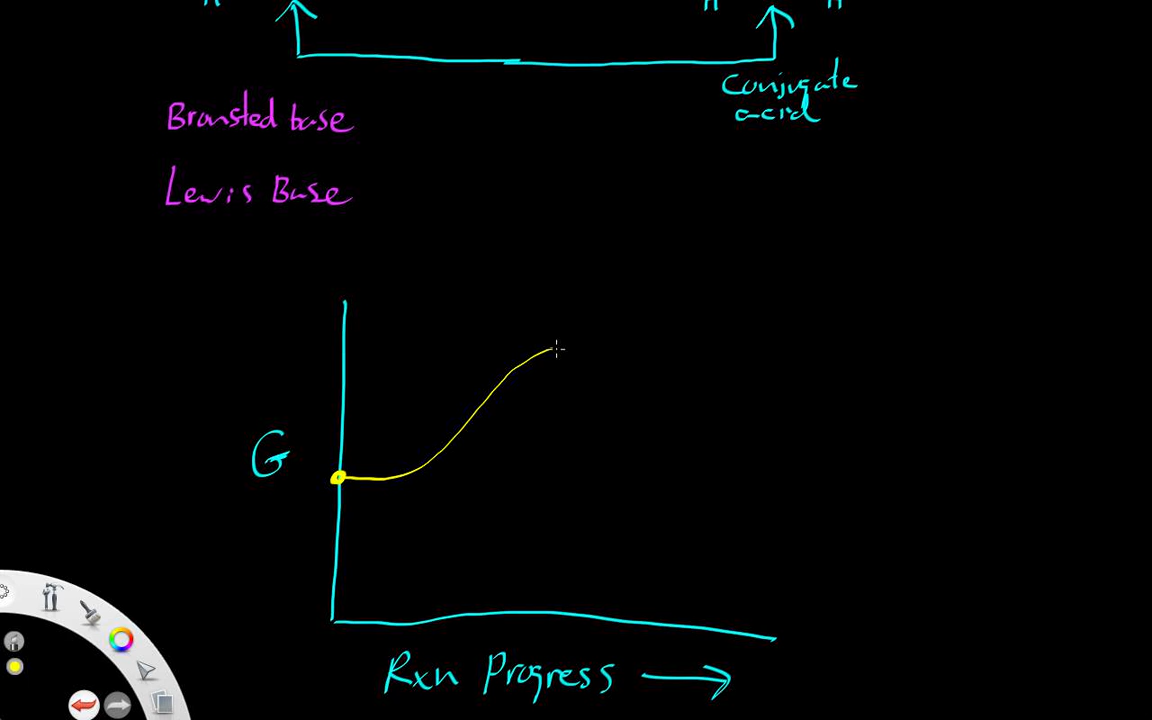 H H H
Conjugate
acid
Bronsted base
Lewis Base
G
Rxn Progress